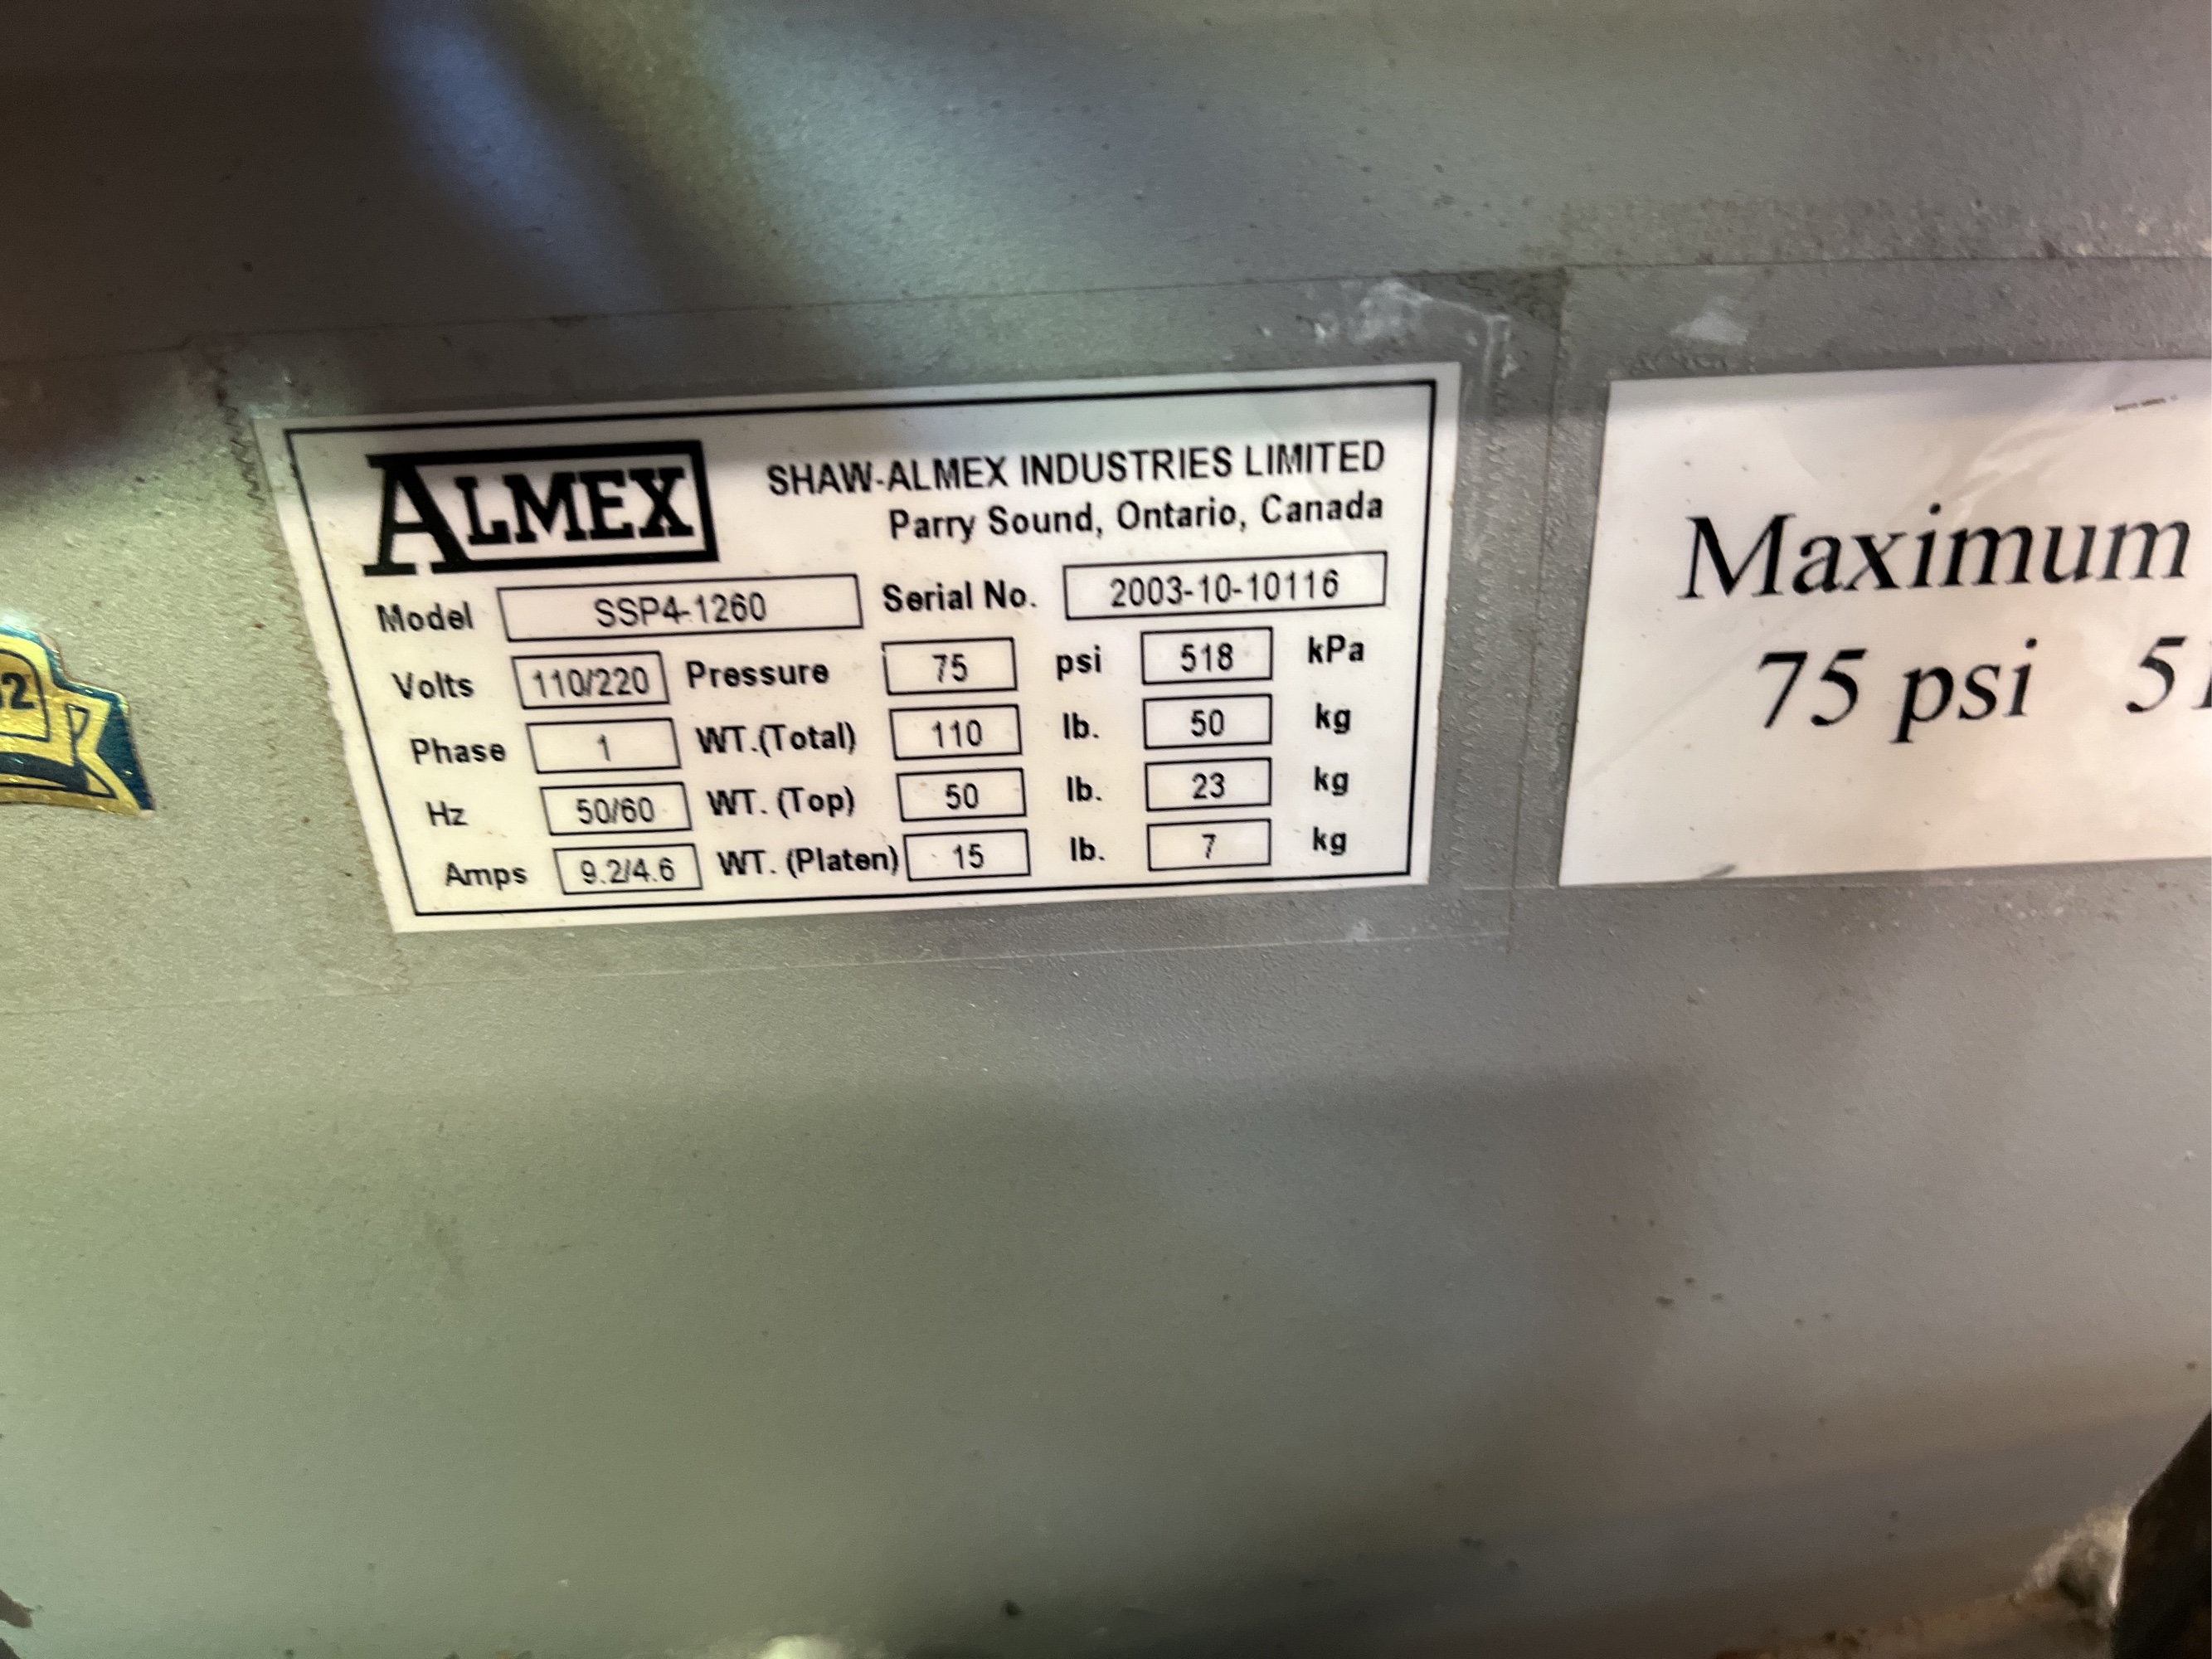 ALMEX
SHAW-ALMEX INDUSTRIES LIMITED
Parry Sound, Ontario, Canada
Model SSP4-1260 Serial No. 2003-10-10116
Volts 110/220 Pressure 75 psi 518 kPa
Phase 1 WT.(Total) 110 lb. 50 kg
Hz 50/60 WT. (Top) 50 lb. 23 kg
Amps 9.2/4.6 WT. (Platen) 15 lb. 7 kg
Maximum
75 psi 51
2